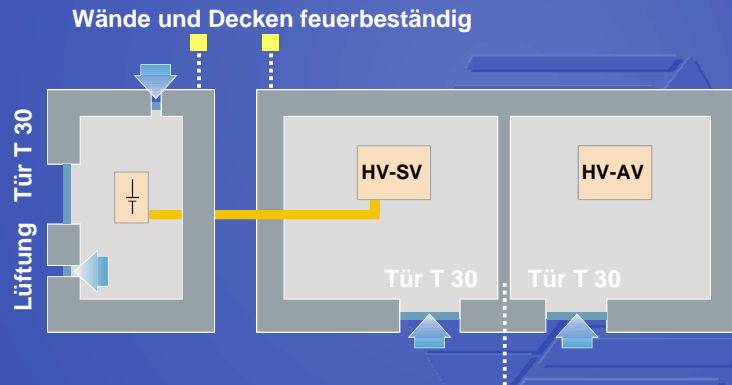 Wände und Decken feuerbeständig
Tür T 30
Lüftung
HV-SV
HV-AV
Tür T 30
Tür T 30